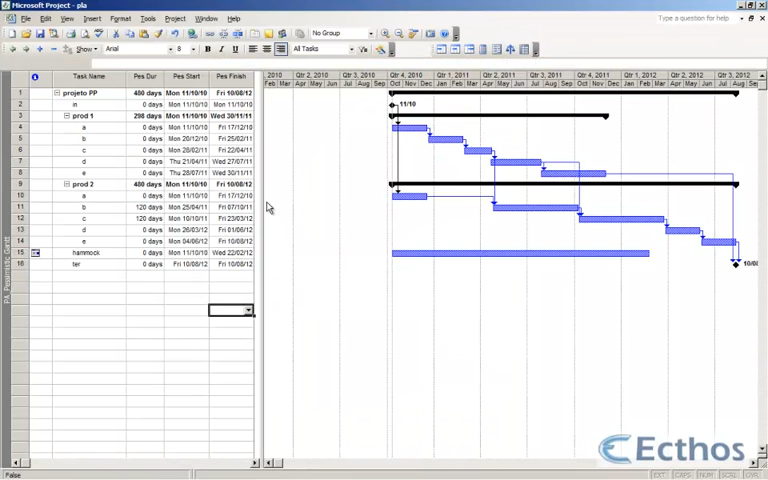 Microsoft Project - pla
File Edit View Insert Format Tools Project Window Help
Type a question for help
No Group
Show Arial 8 B I U All Tasks
2010 Qtr 2, 2010 Qtr 3, 2010 Qtr 4, 2010 Qtr 1, 2011 Qtr 2, 2011 Qtr 3, 2011 Qtr 4, 2011 Qtr 1, 2012 Qtr 2, 2012 Qtr 3, 2012
Task Name Pes Dur Pes Start Pes Finish
Feb Mar Apr May Jun Jul Aug Sep Oct Nov Dec Jan Feb Mar Apr May Jun Jul Aug Sep Oct Nov Dec Jan Feb Mar Apr May Jun Jul Aug Sep
1 projeto PP 480 days Mon 11/10/10 Fri 10/08/12
2 in 0 days Mon 11/10/10 Mon 11/10/10 11/10
3 prod 1 298 days Mon 11/10/10 Wed 30/11/11
4 a 0 days Mon 11/10/10 Fri 17/12/10
5 b 0 days Mon 20/12/10 Fri 25/02/11
6 c 0 days Mon 28/02/11 Fri 22/04/11
7 d 0 days Thu 21/04/11 Wed 27/07/11
8 e 0 days Thu 28/07/11 Wed 30/11/11
9 prod 2 480 days Mon 11/10/10 Fri 10/08/12
10 a 0 days Mon 11/10/10 Fri 17/12/10
11 b 120 days Mon 25/04/11 Fri 07/10/11
12 c 120 days Mon 10/10/11 Fri 23/03/12
13 d 0 days Mon 26/03/12 Fri 01/06/12
14 e 0 days Mon 04/06/12 Fri 10/08/12
15 hammock 0 days Mon 11/10/10 Wed 22/02/12
16 ter 0 days Fri 10/08/12 Fri 10/08/12 10/08
PA_Pesimistic Gantt
Ecthos
False
EXT CAPS NUM SCRL OVR